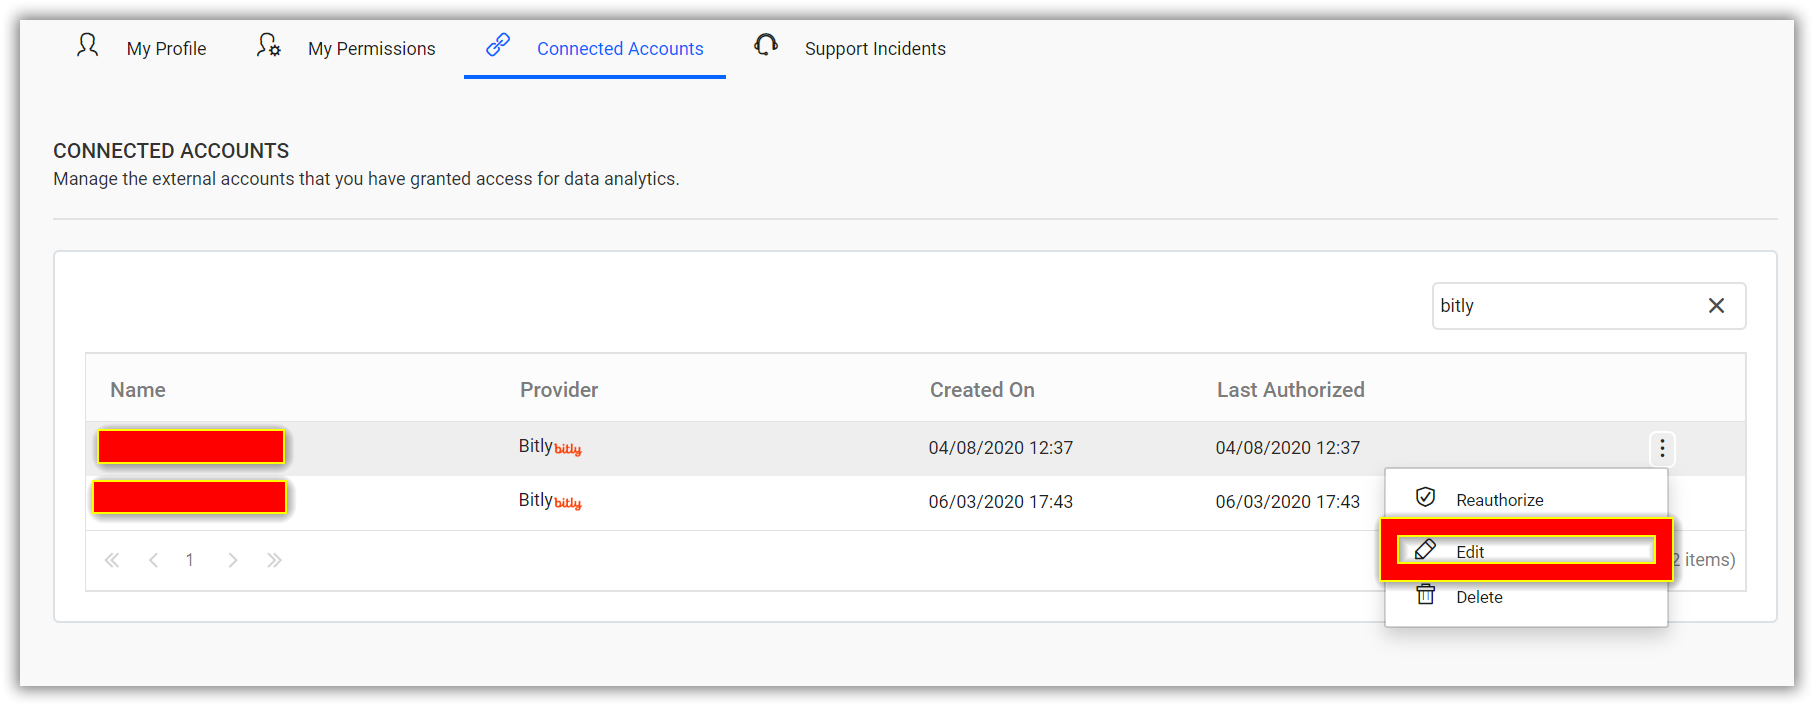 My Profile
My Permissions
Connected Accounts
Support Incidents
CONNECTED ACCOUNTS
Manage the external accounts that you have granted access for data analytics.
bitly
Name Provider Created On Last Authorized
Bitly bitly 04/08/2020 12:37 04/08/2020 12:37
Bitly bitly 06/03/2020 17:43 06/03/2020 17:43
Reauthorize
Edit
Delete
1
2 items)